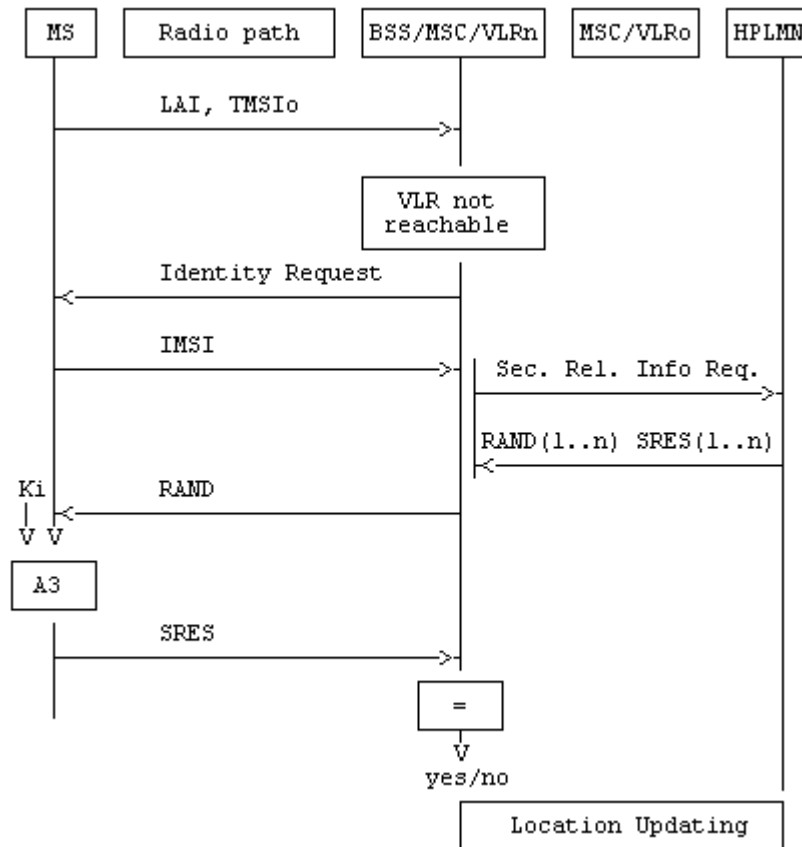 MS
Radio path
BSS/MSC/VLRn
MSC/VLRo
HPLMN
LAI, TMSIo
VLR not
reachable
Identity Request
IMSI
Sec. Rel. Info Req.
RAND(1..n) SRES(1..n)
Ki
RAND
V V
A3
SRES
=
V
yes/no
Location Updating